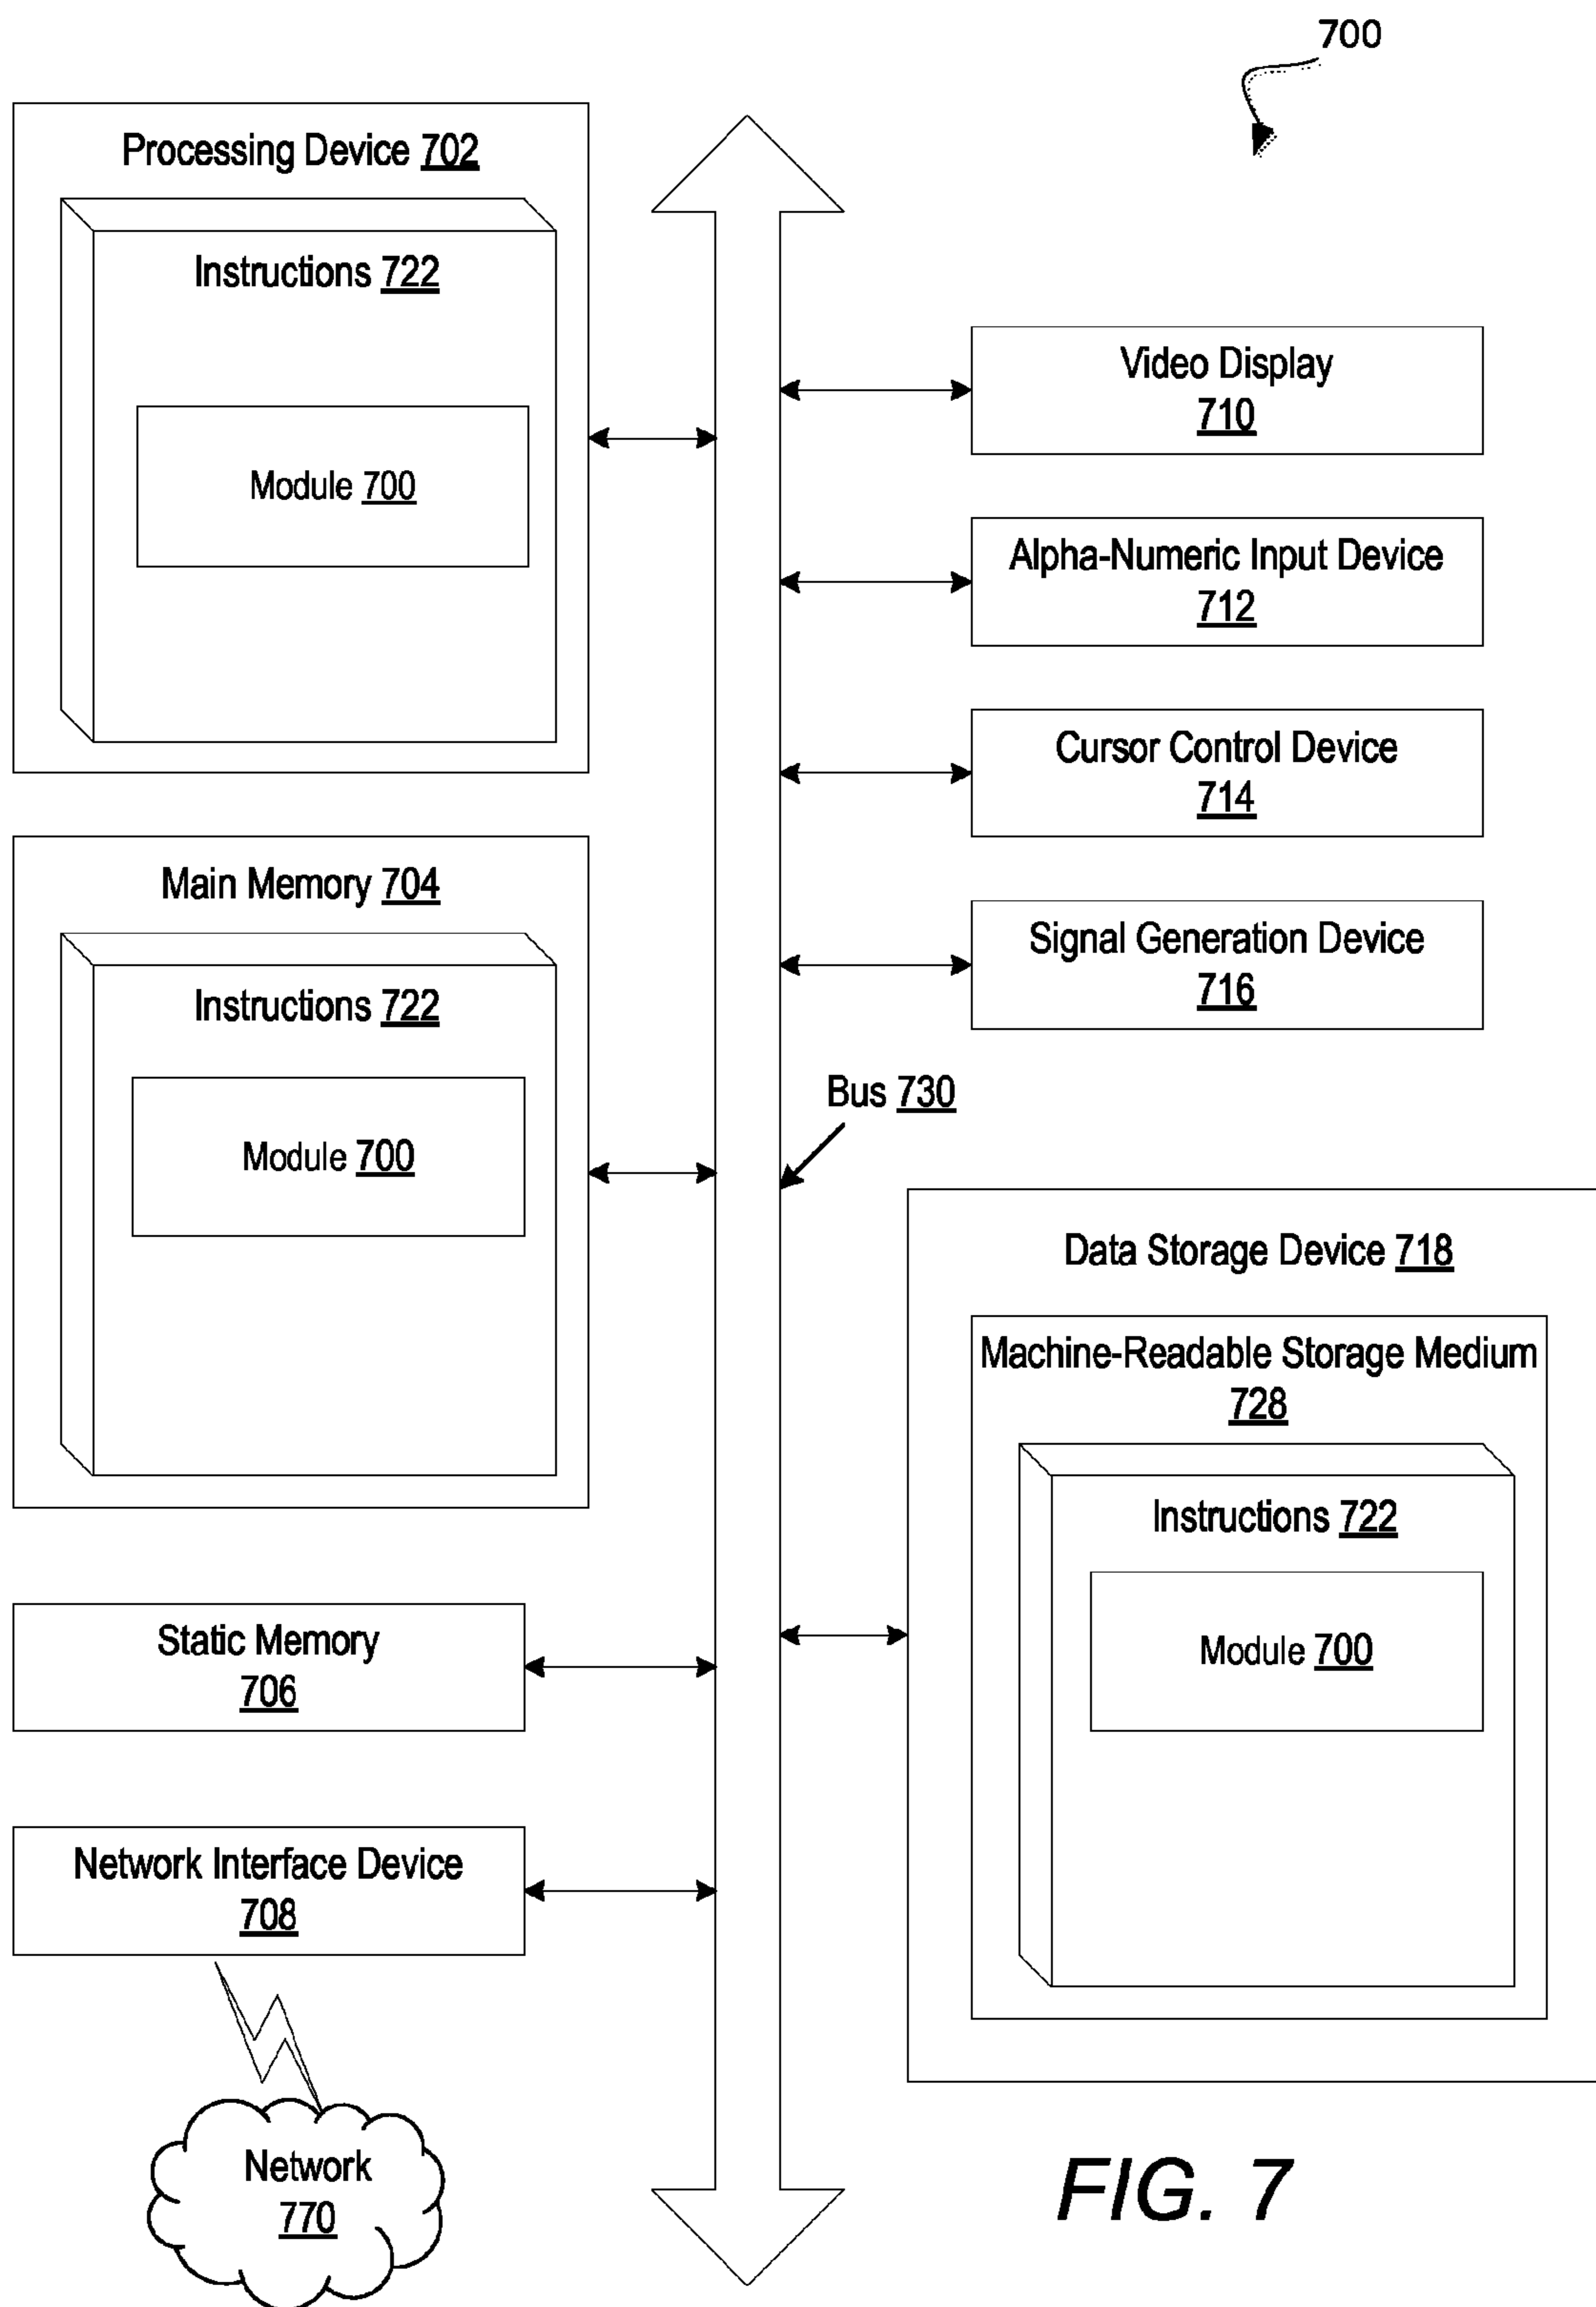 700
Processing Device 702
Instructions 722
Module 700
Main Memory 704
Instructions 722
Module 700
Static Memory
706
Network Interface Device
708
Network
770
Video Display
710
Alpha-Numeric Input Device
712
Cursor Control Device
714
Signal Generation Device
716
Bus 730
Data Storage Device 718
Machine-Readable Storage Medium
728
Instructions 722
Module 700
FIG. 7